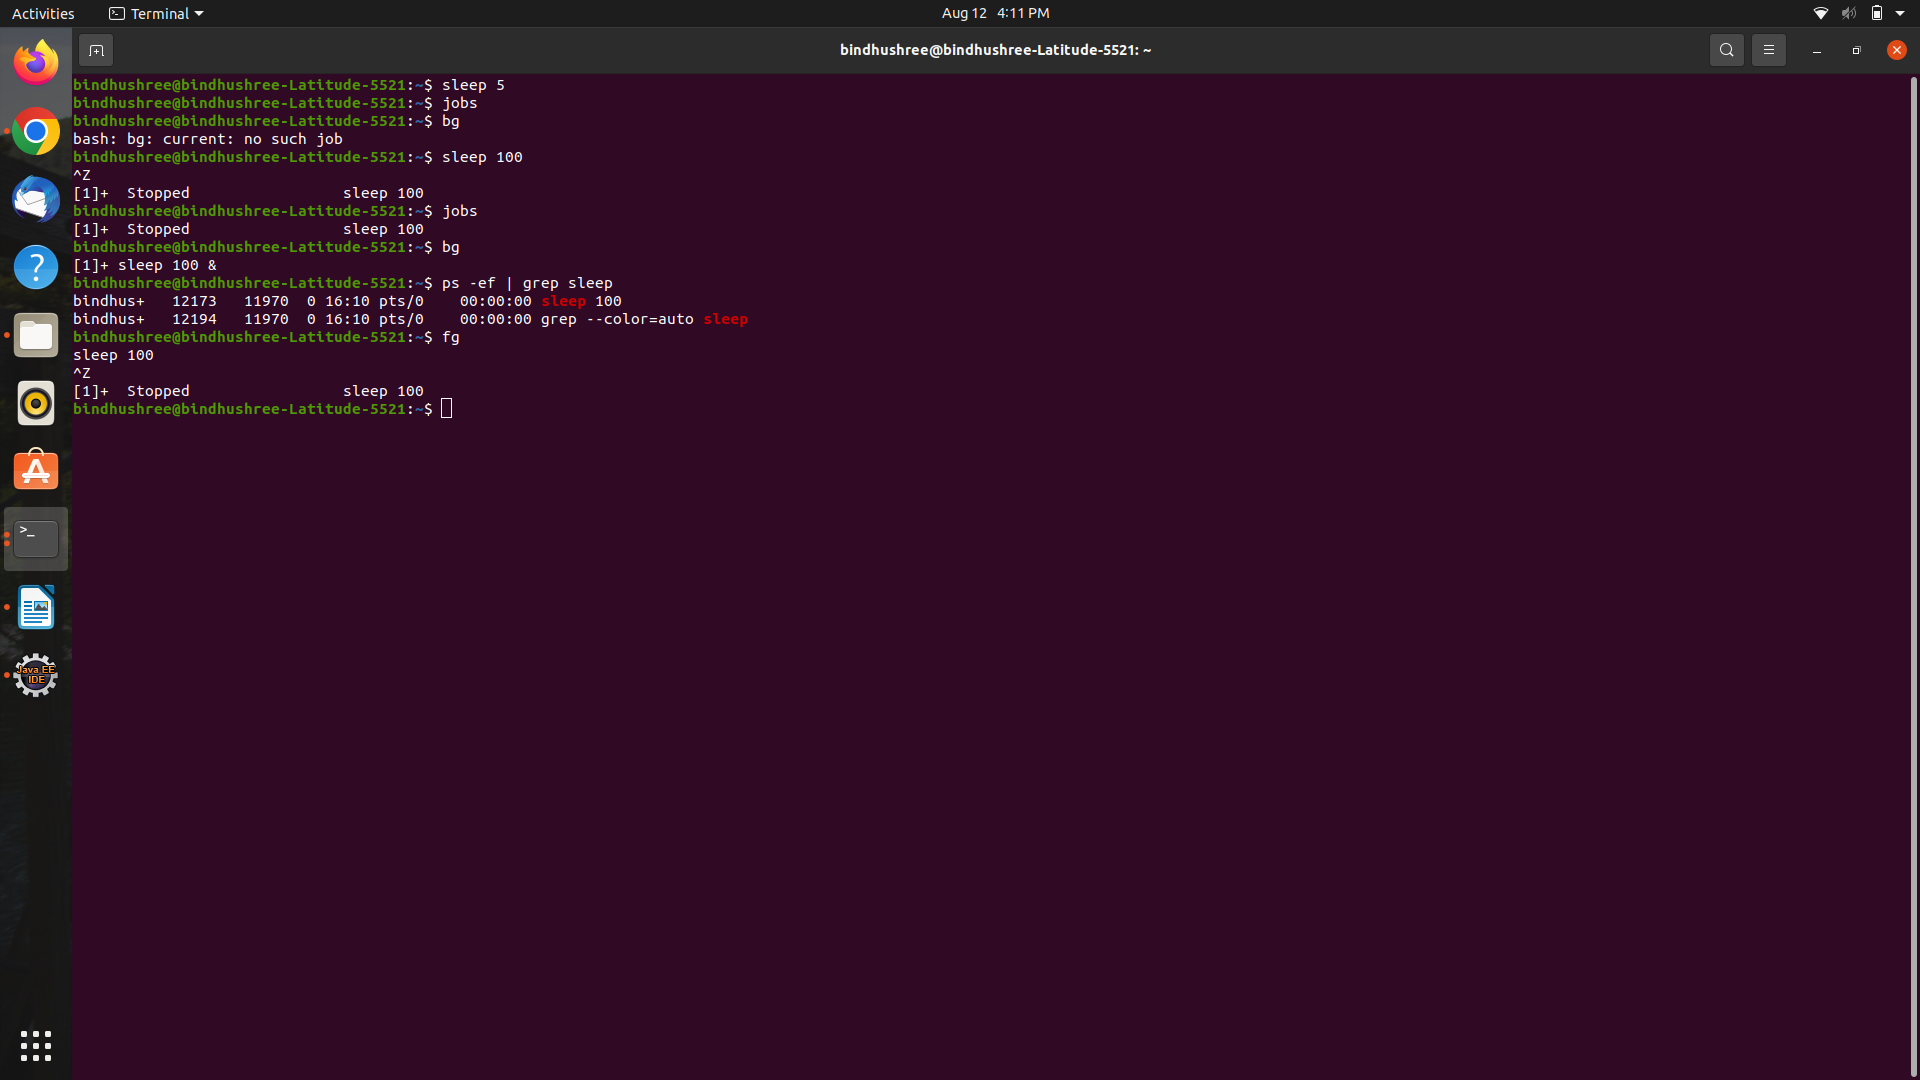 Activities Terminal Aug 12 4:11 PM
bindhushree@bindhushree-Latitude-5521: ~
bindhushree@bindhushree-Latitude-5521:~$ sleep 5
bindhushree@bindhushree-Latitude-5521:~$ jobs
bindhushree@bindhushree-Latitude-5521:~$ bg
bash: bg: current: no such job
bindhushree@bindhushree-Latitude-5521:~$ sleep 100
^Z
[1]+  Stopped                 sleep 100
bindhushree@bindhushree-Latitude-5521:~$ jobs
[1]+  Stopped                 sleep 100
bindhushree@bindhushree-Latitude-5521:~$ bg
[1]+ sleep 100 &
bindhushree@bindhushree-Latitude-5521:~$ ps -ef | grep sleep
bindhus+   12173   11970  0 16:10 pts/0    00:00:00 sleep 100
bindhus+   12194   11970  0 16:10 pts/0    00:00:00 grep --color=auto sleep
bindhushree@bindhushree-Latitude-5521:~$ fg
sleep 100
^Z
[1]+  Stopped                 sleep 100
bindhushree@bindhushree-Latitude-5521:~$
Java EE
IDE